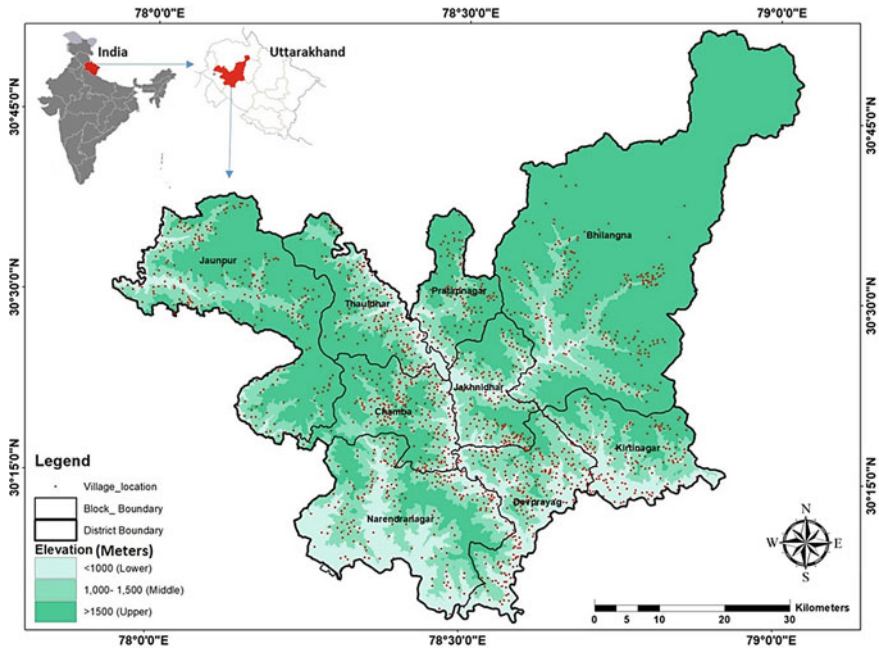 78°0'0"E 78°30'0"E 79°0'0"E
India
Uttarakhand
30°45'0"N
30°45'0"N
Bhilangna
Jaunpur
30°30'0"N
Pratapnagar
30°30'0"N
Thauldhar
Jakhnidhar
Chamba
Kirtinagar
30°15'0"N
30°15'0"N
Devprayag
Narendranagar
Legend
Village_location
Block_ Boundary
District Boundary
Elevation (Meters)
<1000 (Lower)
1,000- 1,500 (Middle)
>1500 (Upper)
N
W E
S
Kilometers
0 5 10 20 30
78°0'0"E 78°30'0"E 79°0'0"E